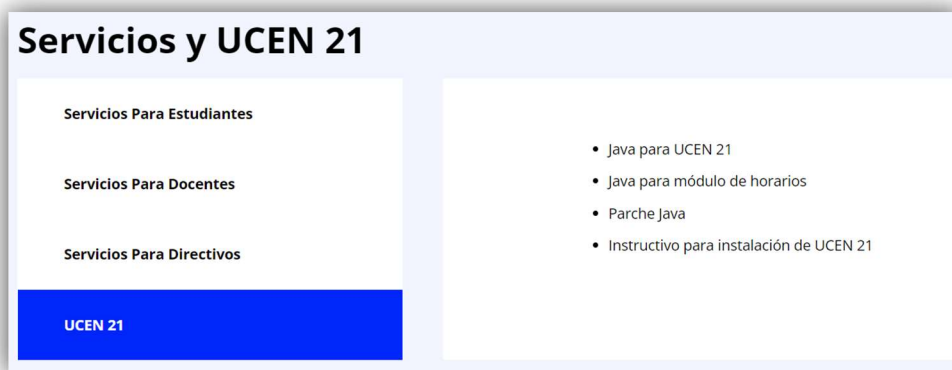 Servicios y UCEN 21
Servicios Para Estudiantes
Servicios Para Docentes
Servicios Para Directivos
UCEN 21
Java para UCEN 21
Java para módulo de horarios
Parche Java
Instructivo para instalación de UCEN 21